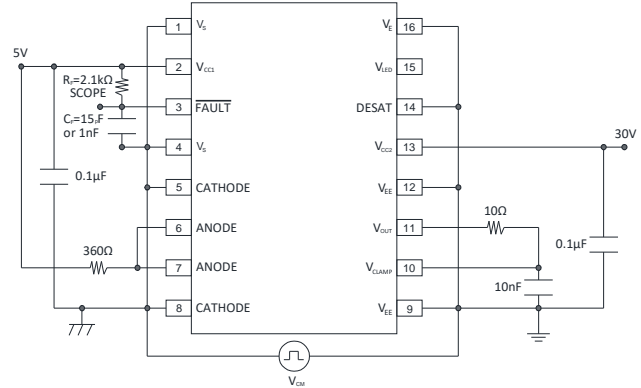 1 Vs VE 16
5V
2 VCC1 VLED 15
RF=2.1kΩ
SCOPE
3 FAULT DESAT 14
CF=15pF
or 1nF
30V
4 Vs VCC2 13
0.1μF
5 CATHODE VEE 12
10Ω
6 ANODE VOUT 11
360Ω
0.1μF
7 ANODE VCLAMP 10
10nF
8 CATHODE VEE 9
VCM